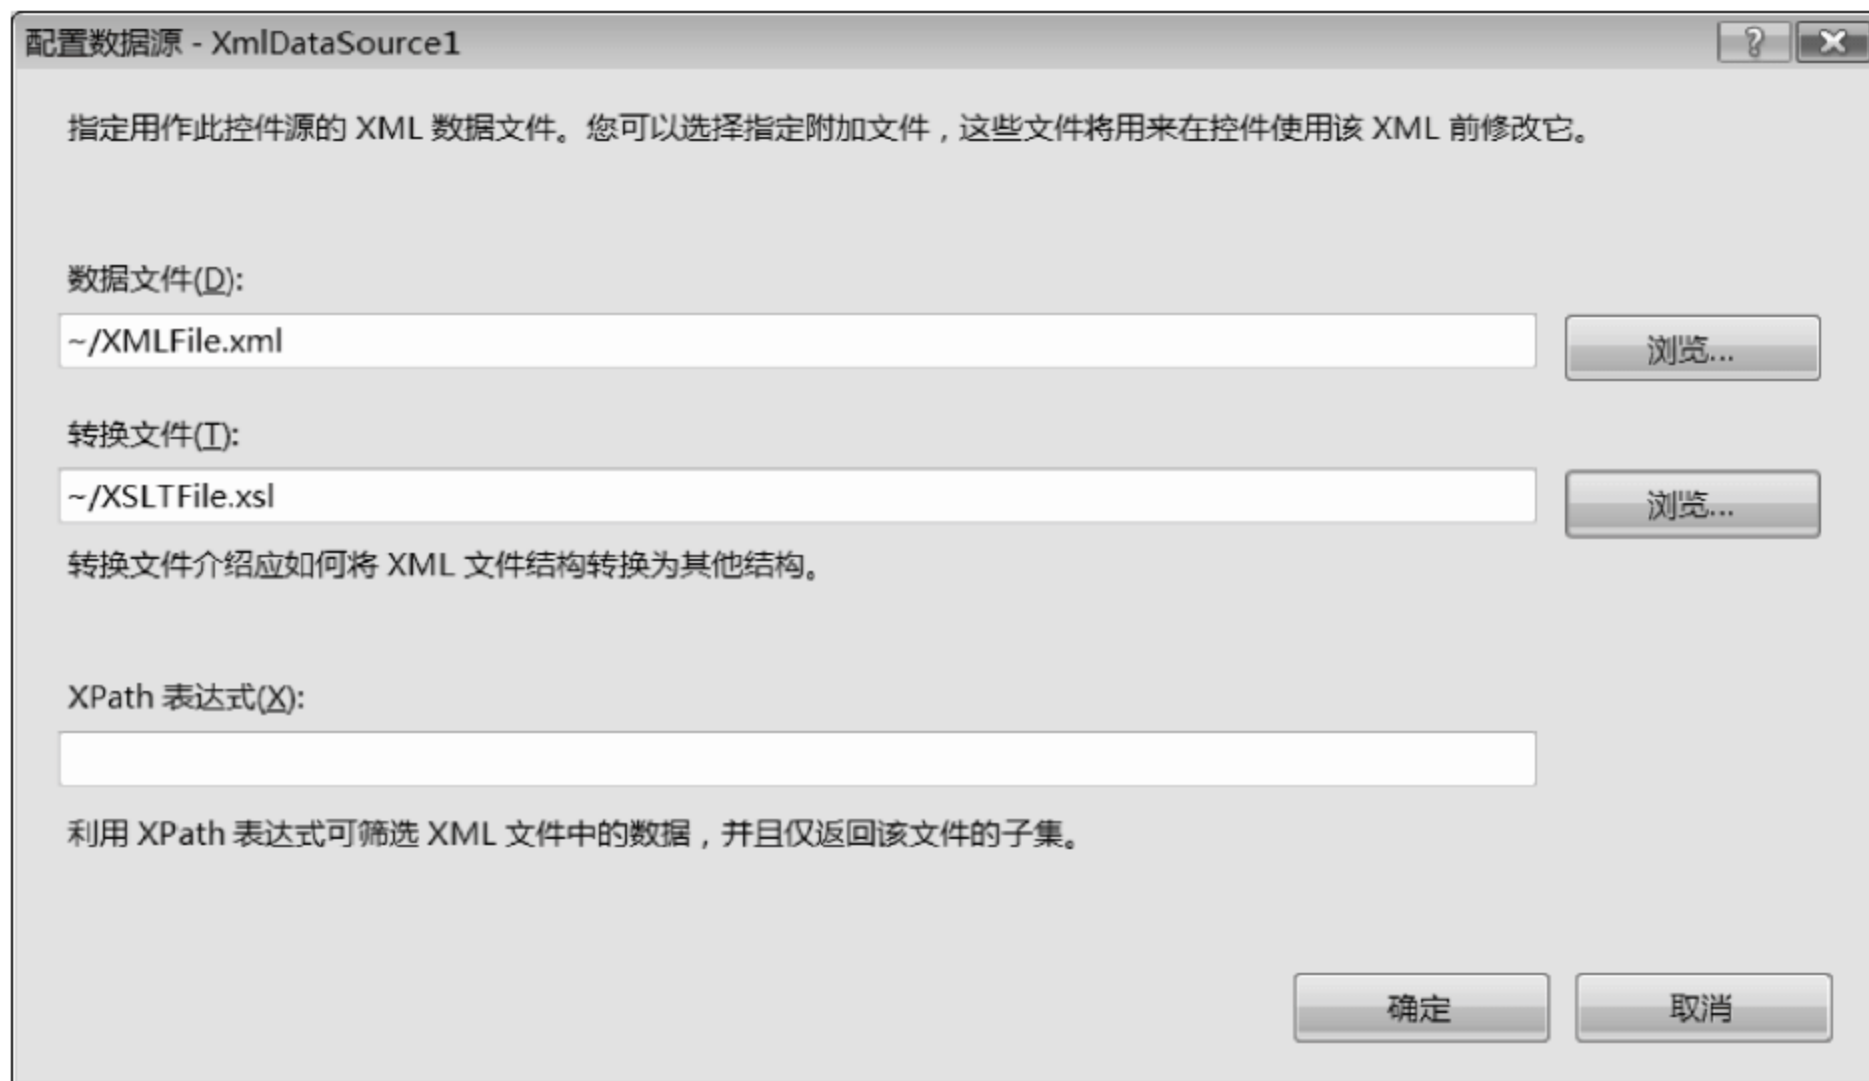 配置数据源 - XmlDataSource1
指定用作此控件源的 XML 数据文件。您可以选择指定附加文件，这些文件将用来在控件使用该 XML 前修改它。
数据文件(D):
~/XMLFile.xml
浏览...
转换文件(T):
~/XSLTFile.xsl
浏览...
转换文件介绍应如何将 XML 文件结构转换为其他结构。
XPath 表达式(X):
利用 XPath 表达式可筛选 XML 文件中的数据，并且仅返回该文件的子集。
确定
取消